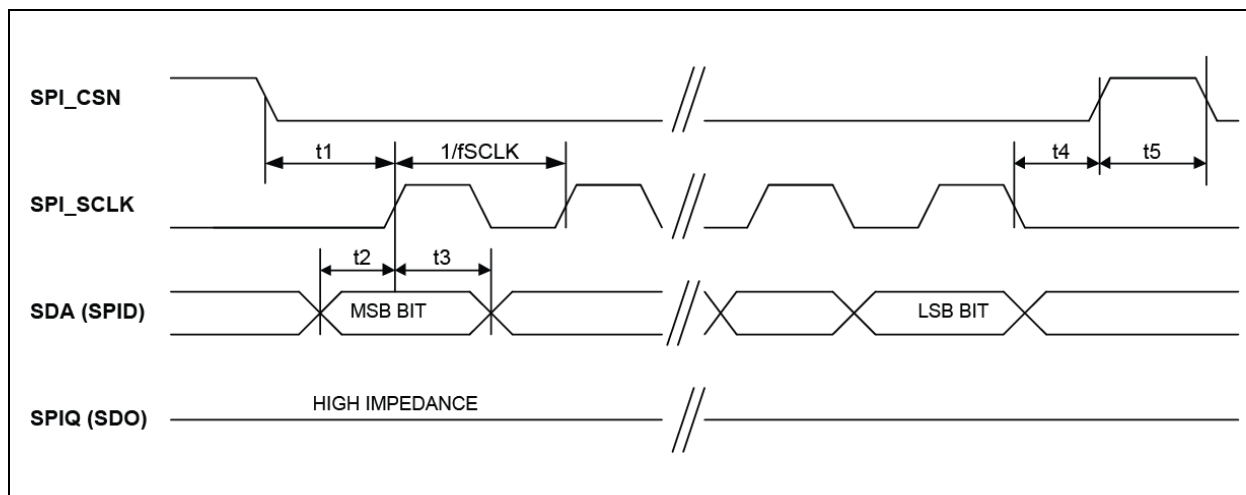 SPI_CSN
t1
1/fSCLK
t4
t5
SPI_SCLK
t2
t3
SDA (SPID)
MSB BIT
LSB BIT
SPIQ (SDO)
HIGH IMPEDANCE